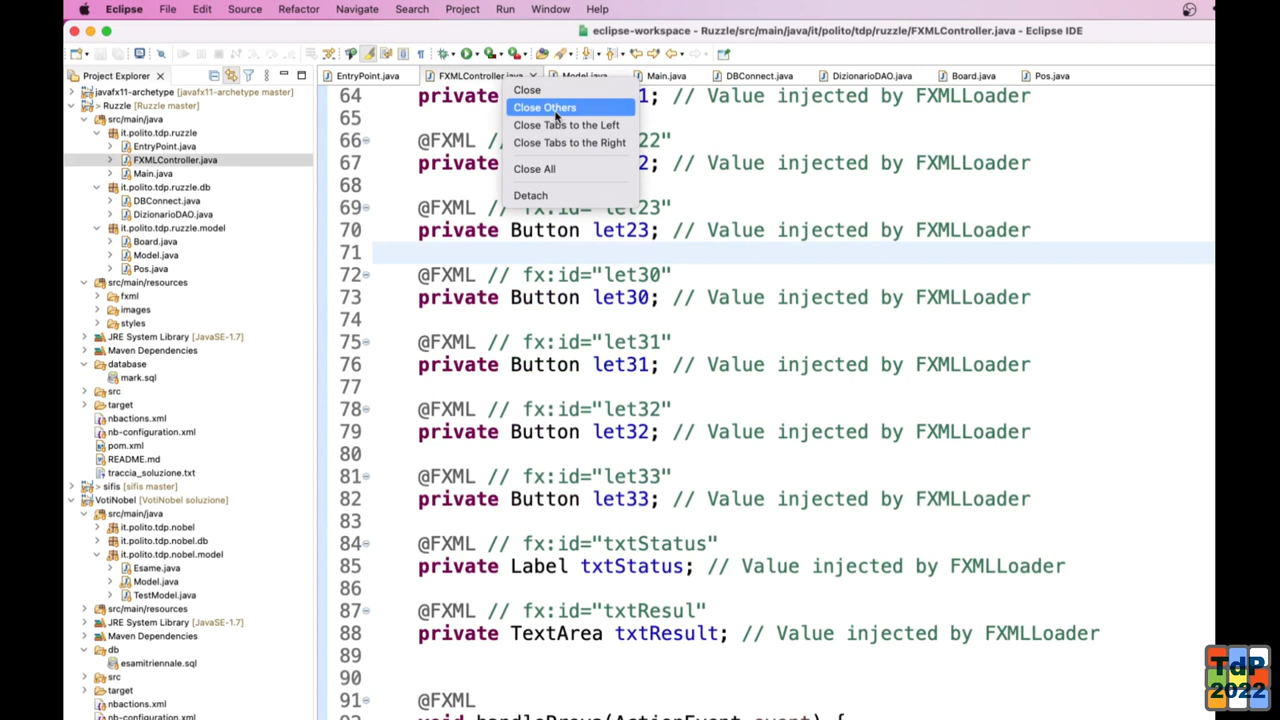 Eclipse File Edit Source Refactor Navigate Search Project Run Window Help
eclipse-workspace - Ruzzle/src/main/java/it/polito/tdp/ruzzle/FXMLController.java - Eclipse IDE
Project Explorer
EntryPoint.java FXMLController.java Model.java Main.java DBConnect.java DizionarioDAO.java Board.java Pos.java
javafx11-archetype [javafx11-archetype master]
> Ruzzle [Ruzzle master]
src/main/java
it.polito.tdp.ruzzle
EntryPoint.java
FXMLController.java
Main.java
it.polito.tdp.ruzzle.db
DBConnect.java
DizionarioDAO.java
it.polito.tdp.ruzzle.model
Board.java
Model.java
Pos.java
src/main/resources
fxml
images
styles
JRE System Library [JavaSE-1.7]
Maven Dependencies
database
mark.sql
src
target
nbactions.xml
nb-configuration.xml
pom.xml
README.md
traccia_soluzione.txt
> sifis [sifis master]
VotiNobel [VotiNobel soluzione]
src/main/java
it.polito.tdp.nobel
it.polito.tdp.nobel.db
it.polito.tdp.nobel.model
Esame.java
Model.java
TestModel.java
src/main/resources
JRE System Library [JavaSE-1.7]
Maven Dependencies
db
esamitriennale.sql
src
target
nbactions.xml
nb-configuration.xml
Close
Close Others
Close Tabs to the Left
Close Tabs to the Right
Close All
Detach
64 private 1; // Value injected by FXMLLoader
65
66 @FXML // 22"
67 private 2; // Value injected by FXMLLoader
68
69 @FXML // fx:id="let23"
70 private Button let23; // Value injected by FXMLLoader
71
72 @FXML // fx:id="let30"
73 private Button let30; // Value injected by FXMLLoader
74
75 @FXML // fx:id="let31"
76 private Button let31; // Value injected by FXMLLoader
77
78 @FXML // fx:id="let32"
79 private Button let32; // Value injected by FXMLLoader
80
81 @FXML // fx:id="let33"
82 private Button let33; // Value injected by FXMLLoader
83
84 @FXML // fx:id="txtStatus"
85 private Label txtStatus; // Value injected by FXMLLoader
86
87 @FXML // fx:id="txtResul"
88 private TextArea txtResult; // Value injected by FXMLLoader
89
90
91 @FXML
92 void handleProva(ActionEvent event) {
TdP
2022